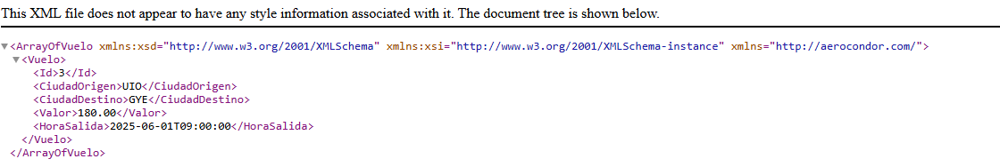 This XML file does not appear to have any style information associated with it. The document tree is shown below.
▼<ArrayOfVuelo xmlns:xsd="http://www.w3.org/2001/XMLSchema" xmlns:xsi="http://www.w3.org/2001/XMLSchema-instance" xmlns="http://aerocondor.com/">
▼<Vuelo>
<Id>3</Id>
<CiudadOrigen>UIO</CiudadOrigen>
<CiudadDestino>GYE</CiudadDestino>
<Valor>180.00</Valor>
<HoraSalida>2025-06-01T09:00:00</HoraSalida>
</Vuelo>
</ArrayOfVuelo>